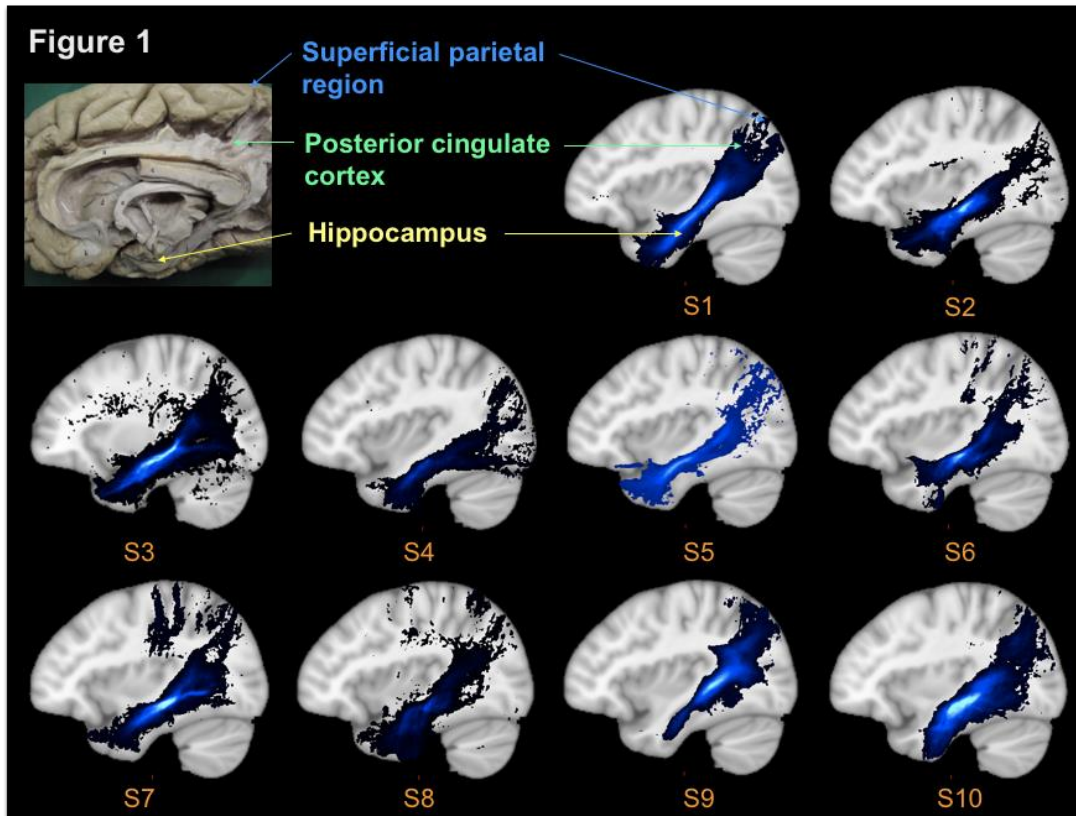 Figure 1
Superficial parietal
region
Posterior cingulate
cortex
Hippocampus
S1
S2
S3
S4
S5
S6
S7
S8
S9
S10